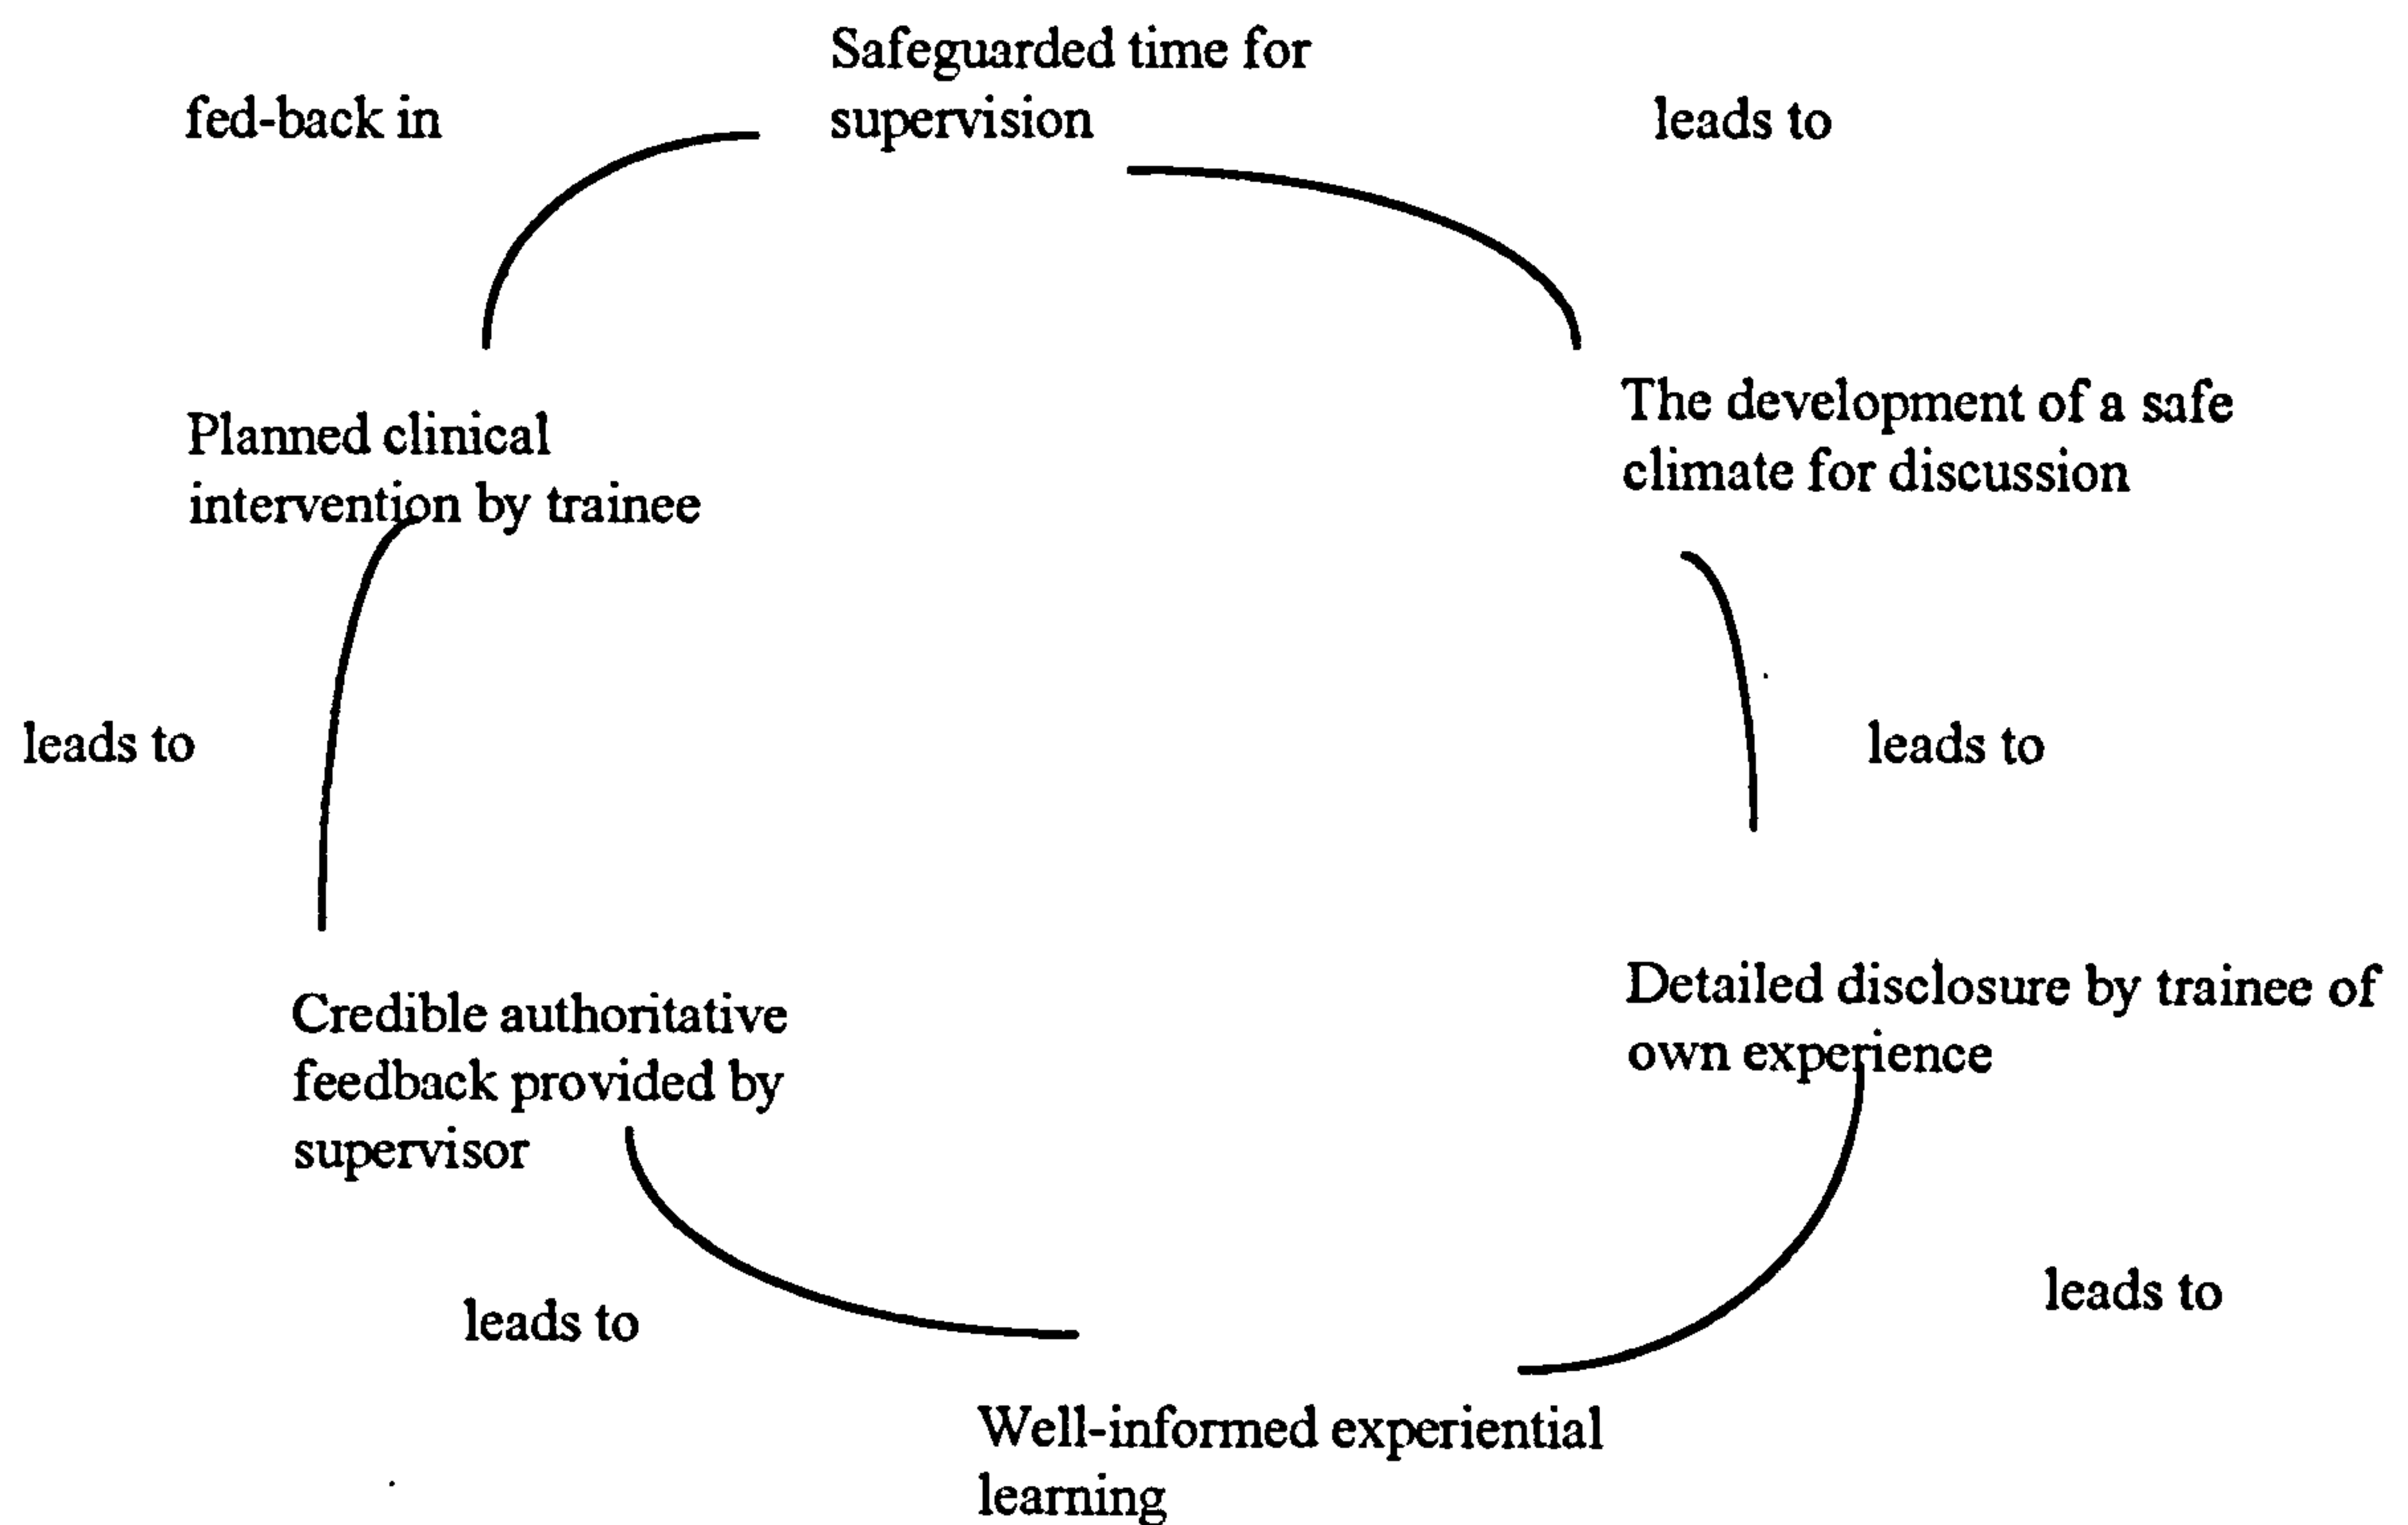 Safeguarded time for
supervision
fed-back in
leads to
The development of a safe
climate for discussion
Planned clinical
intervention by trainee
leads to
leads to
Detailed disclosure by trainee of
own experience
Credible authoritative
feedback provided by
supervisor
leads to
leads to
Well-informed experiential
learning